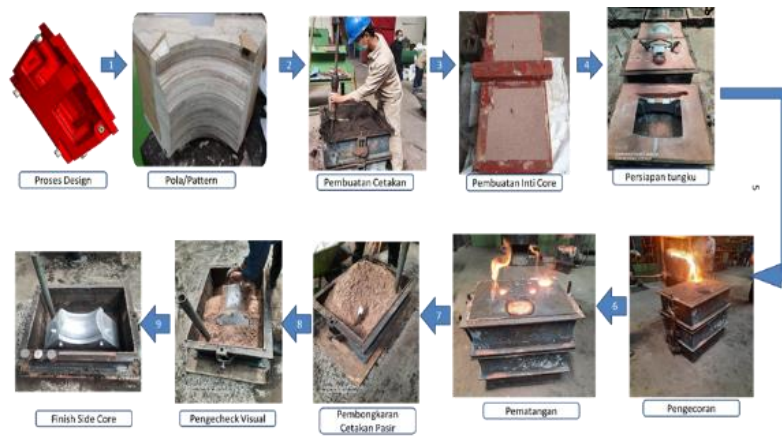 1
2
3
4
Proses Design
Pola/Pattern
Pembuatan Cetakan
Pembuatan Inti Core
Persiapan tungku
5
9
8
7
6
Finish Side Core
Pengecheck Visual
Pembongkaran
Cetakan Pasir
Pematangan
Pengecoran